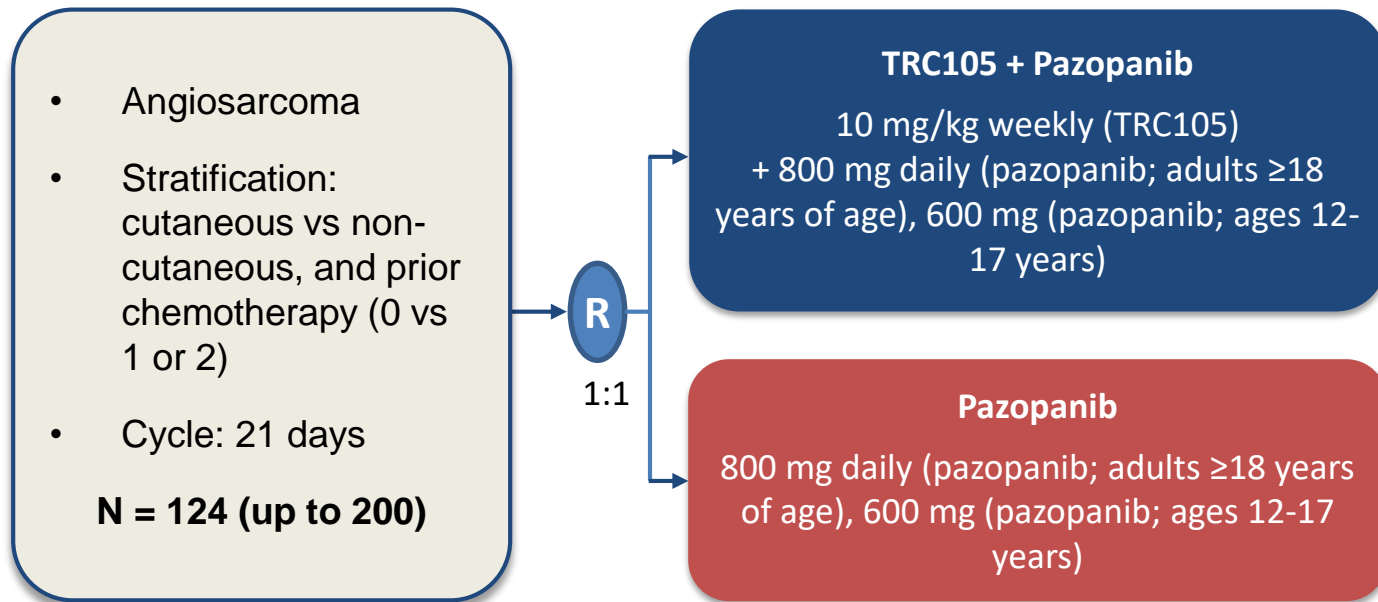 • Angiosarcoma
• Stratification:
cutaneous vs non-
cutaneous, and prior
chemotherapy (0 vs
1 or 2)
• Cycle: 21 days
N = 124 (up to 200)
R
1:1
TRC105 + Pazopanib
10 mg/kg weekly (TRC105)
+ 800 mg daily (pazopanib; adults ≥18
years of age), 600 mg (pazopanib; ages 12-
17 years)
Pazopanib
800 mg daily (pazopanib; adults ≥18 years
of age), 600 mg (pazopanib; ages 12-17
years)